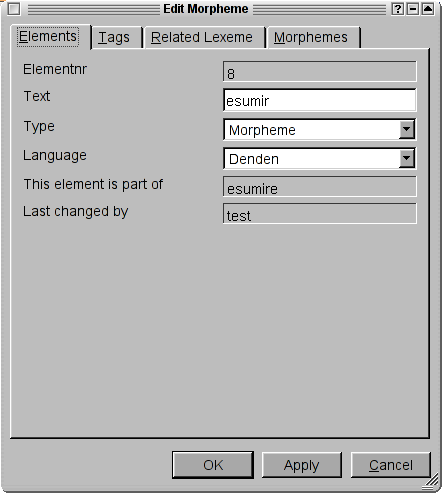 Edit Morpheme
Elements Tags Related Lexeme Morphemes
Elementnr 8
Text esumir
Type Morpheme
Language Denden
This element is part of esumire
Last changed by test
OK Apply Cancel